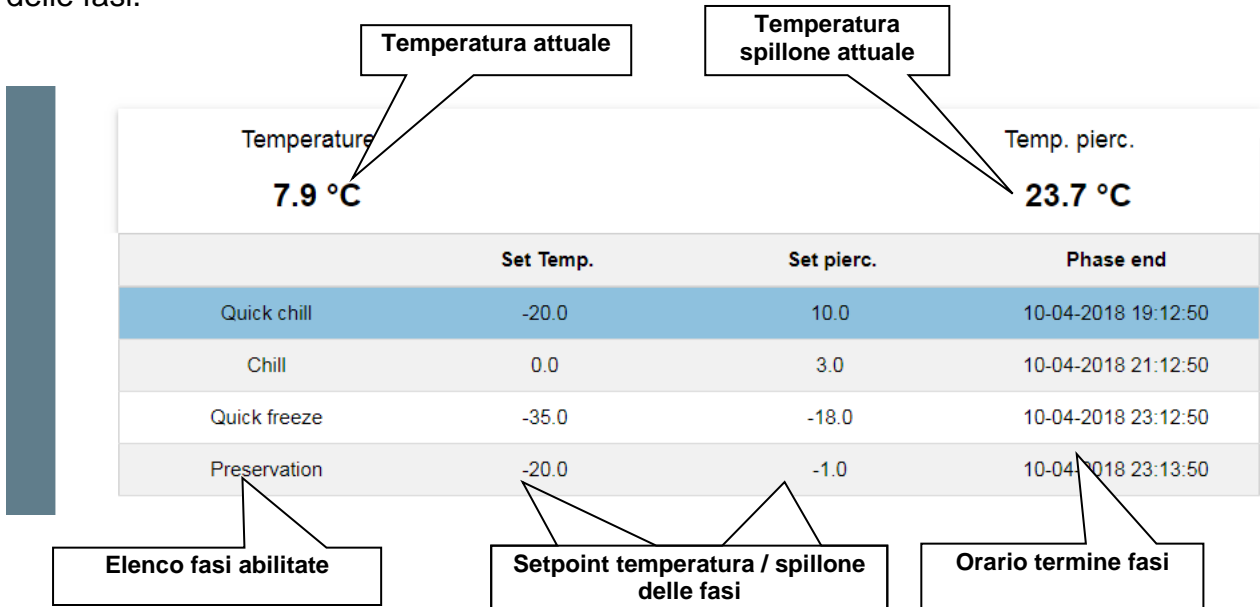 delle fasi.
Temperatura attuale
Temperatura
spillone attuale
Temperature
Temp. pierc.
7.9 °C
23.7 °C
Set Temp. Set pierc. Phase end
Quick chill -20.0 10.0 10-04-2018 19:12:50
Chill 0.0 3.0 10-04-2018 21:12:50
Quick freeze -35.0 -18.0 10-04-2018 23:12:50
Preservation -20.0 -1.0 10-04-2018 23:13:50
Elenco fasi abilitate
Setpoint temperatura / spillone
delle fasi
Orario termine fasi